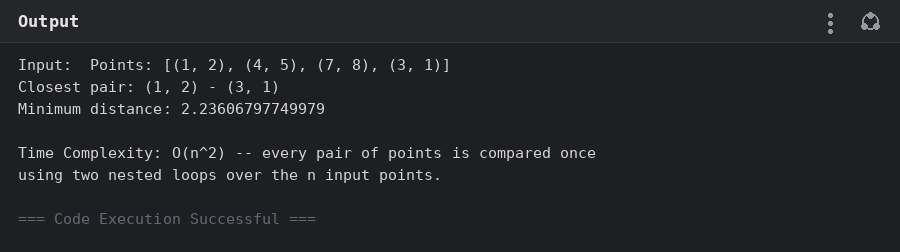 Output
Input:  Points: [(1, 2), (4, 5), (7, 8), (3, 1)]
Closest pair: (1, 2) - (3, 1)
Minimum distance: 2.23606797749979
Time Complexity: O(n^2) -- every pair of points is compared once
using two nested loops over the n input points.
=== Code Execution Successful ===